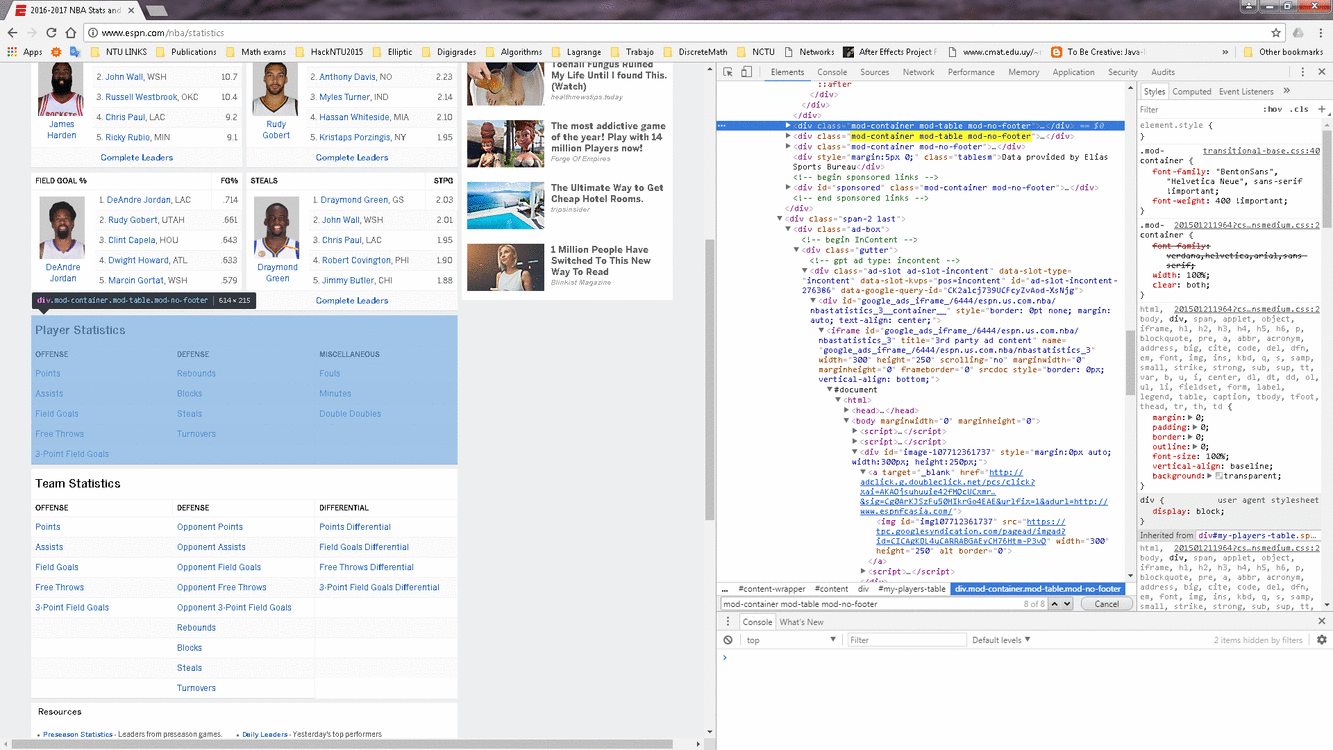 2016-2017 NBA Stats and
www.espn.com/nba/statistics
Apps NTU LINKS Publications Math exams HackNTU2015 Elliptic Digigrades Algorithms Lagrange Trabajo DiscreteMath NCTU Networks After Effects Project F www.cmat.edu.uy/~ To Be Creative: Java- » Other bookmarks
2. John Wall, WSH 10.7
3. Russell Westbrook, OKC 10.4
4. Chris Paul, LAC 9.2
5. Ricky Rubio, MIN 9.1
James
Harden
Complete Leaders
2. Anthony Davis, NO 2.23
3. Myles Turner, IND 2.14
4. Hassan Whiteside, MIA 2.10
5. Kristaps Porzingis, NY 1.95
Rudy
Gobert
Complete Leaders
FIELD GOAL % FG%
1. DeAndre Jordan, LAC .714
2. Rudy Gobert, UTAH .661
3. Clint Capela, HOU .643
4. Dwight Howard, ATL .633
5. Marcin Gortat, WSH .579
DeAndre
Jordan
STEALS STPG
1. Draymond Green, GS 2.03
2. John Wall, WSH 2.01
3. Chris Paul, LAC 1.95
4. Robert Covington, PHI 1.90
5. Jimmy Butler, CHI 1.88
Draymond
Green
Complete Leaders
div.mod-container.mod-table.mod-no-footer | 614 × 215
Player Statistics
OFFENSE DEFENSE MISCELLANEOUS
Points Rebounds Fouls
Assists Blocks Minutes
Field Goals Steals Double Doubles
Free Throws Turnovers
3-Point Field Goals
Team Statistics
OFFENSE DEFENSE DIFFERENTIAL
Points Opponent Points Points Differential
Assists Opponent Assists Field Goals Differential
Field Goals Opponent Field Goals Free Throws Differential
Free Throws Opponent Free Throws 3-Point Field Goals Differential
3-Point Field Goals Opponent 3-Point Field Goals
Rebounds
Blocks
Steals
Turnovers
Resources
• Preseason Statistics - Leaders from preseason games. • Daily Leaders - Yesterday's top performers
Toenail Fungus Ruined
My Life Until I found This.
(Watch)
healthnewstips.today
The most addictive game
of the year! Play with 14
million Players now!
Forge Of Empires
The Ultimate Way to Get
Cheap Hotel Rooms.
tripsinsider
1 Million People Have
Switched To This New
Way To Read
Blinkist Magazine
Elements Console Sources Network Performance Memory Application Security Audits
::after
</div>
</div>
</div>
<div class="mod-container mod-table mod-no-footer">…</div> == $0
<div class="mod-container mod-table mod-no-footer">…</div>
<div class="mod-container mod-no-footer">…</div>
<div style="margin:5px 0;" class="tablesm">Data provided by Elias
Sports Bureau</div>
<!-- begin sponsored links -->
<div id="sponsored" class="mod-container mod-no-footer">…</div>
<!-- end sponsored links -->
</div>
<div class="span-2 last">
<div class="ad-box">
<!-- begin InContent -->
<div class="gutter">
<!-- gpt ad type: incontent -->
<div class="ad-slot ad-slot-incontent" data-slot-type=
"incontent" data-slot-kvps="pos=incontent" id="ad-slot-incontent-
276386" data-google-query-id=
<div id="google_ads_iframe_/6444/espn.us.com.nba/
nbastatistics_3__container__" style="border: 0pt none; margin:
auto; text-align: center;">
<iframe id="google_ads_iframe_/6444/espn.us.com.nba/
nbastatistics_3" title="3rd party ad content" name=
"google_ads_iframe_/6444/espn.us.com.nba/nbastatistics_3"
width="300" height="250" scrolling="no" marginwidth="0"
marginheight="0" frameborder="0" srcdoc style="border: 0px;
vertical-align: bottom;">
#document
<html>
<head>…</head>
<body marginwidth="0" marginheight="0">
<script>…</script>
<script>…</script>
<div id="image-107712361737" style="margin:0px auto;
width:300px; height:250px;">
<a target="_blank" href="http://
adclick.g.doubleclick.net/pcs/click?
www.espnfcasia.com/">
<img id="img107712361737" src="https://
tpc.googlesyndication.com/pagead/imgad?
width="300"
height="250" alt border="0">
</a>
<script>…</script>
</div>
... #content-wrapper #content div #my-players-table div.mod-container.mod-table.mod-no-footer
mod-container mod-table mod-no-footer 8 of 8 Cancel
Styles Computed Event Listeners »
Filter :hov .cls +
element.style {
}
.mod- transitional-base.css:40
container {
font-family: "BentonSans",
"Helvetica Neue", sans-serif
!important;
font-weight: 400 !important;
}
.mod- 201501211964?cs…nsmedium.css:2
container {
font-family:
verdana,helvetica,arial,sans-
serif;
width: 100%;
clear: both;
}
html, 201501211964?cs…nsmedium.css:2
body, div, span, applet, object,
iframe, h1, h2, h3, h4, h5, h6, p,
blockquote, pre, a, abbr, acronym,
address, big, cite, code, del, dfn,
em, font, img, ins, kbd, q, s, samp,
small, strike, strong, sub, sup, tt,
var, b, u, i, center, dl, dt, dd, ol,
ul, li, fieldset, form, label,
legend, table, caption, tbody, tfoot,
thead, tr, th, td {
margin: 0;
padding: 0;
border: 0;
outline: 0;
font-size: 100%;
vertical-align: baseline;
background: transparent;
}
div { user agent stylesheet
display: block;
}
Inherited from div#my-players-table.sp…
html, 201501211964?cs…nsmedium.css:2
body, div, span, applet, object,
iframe, h1, h2, h3, h4, h5, h6, p,
blockquote, pre, a, abbr, acronym,
address, big, cite, code, del, dfn,
em, font, img, ins, kbd, q, s, samp,
small, strike, strong, sub, sup, tt,
Console What's New
top Filter Default levels 2 items hidden by filters